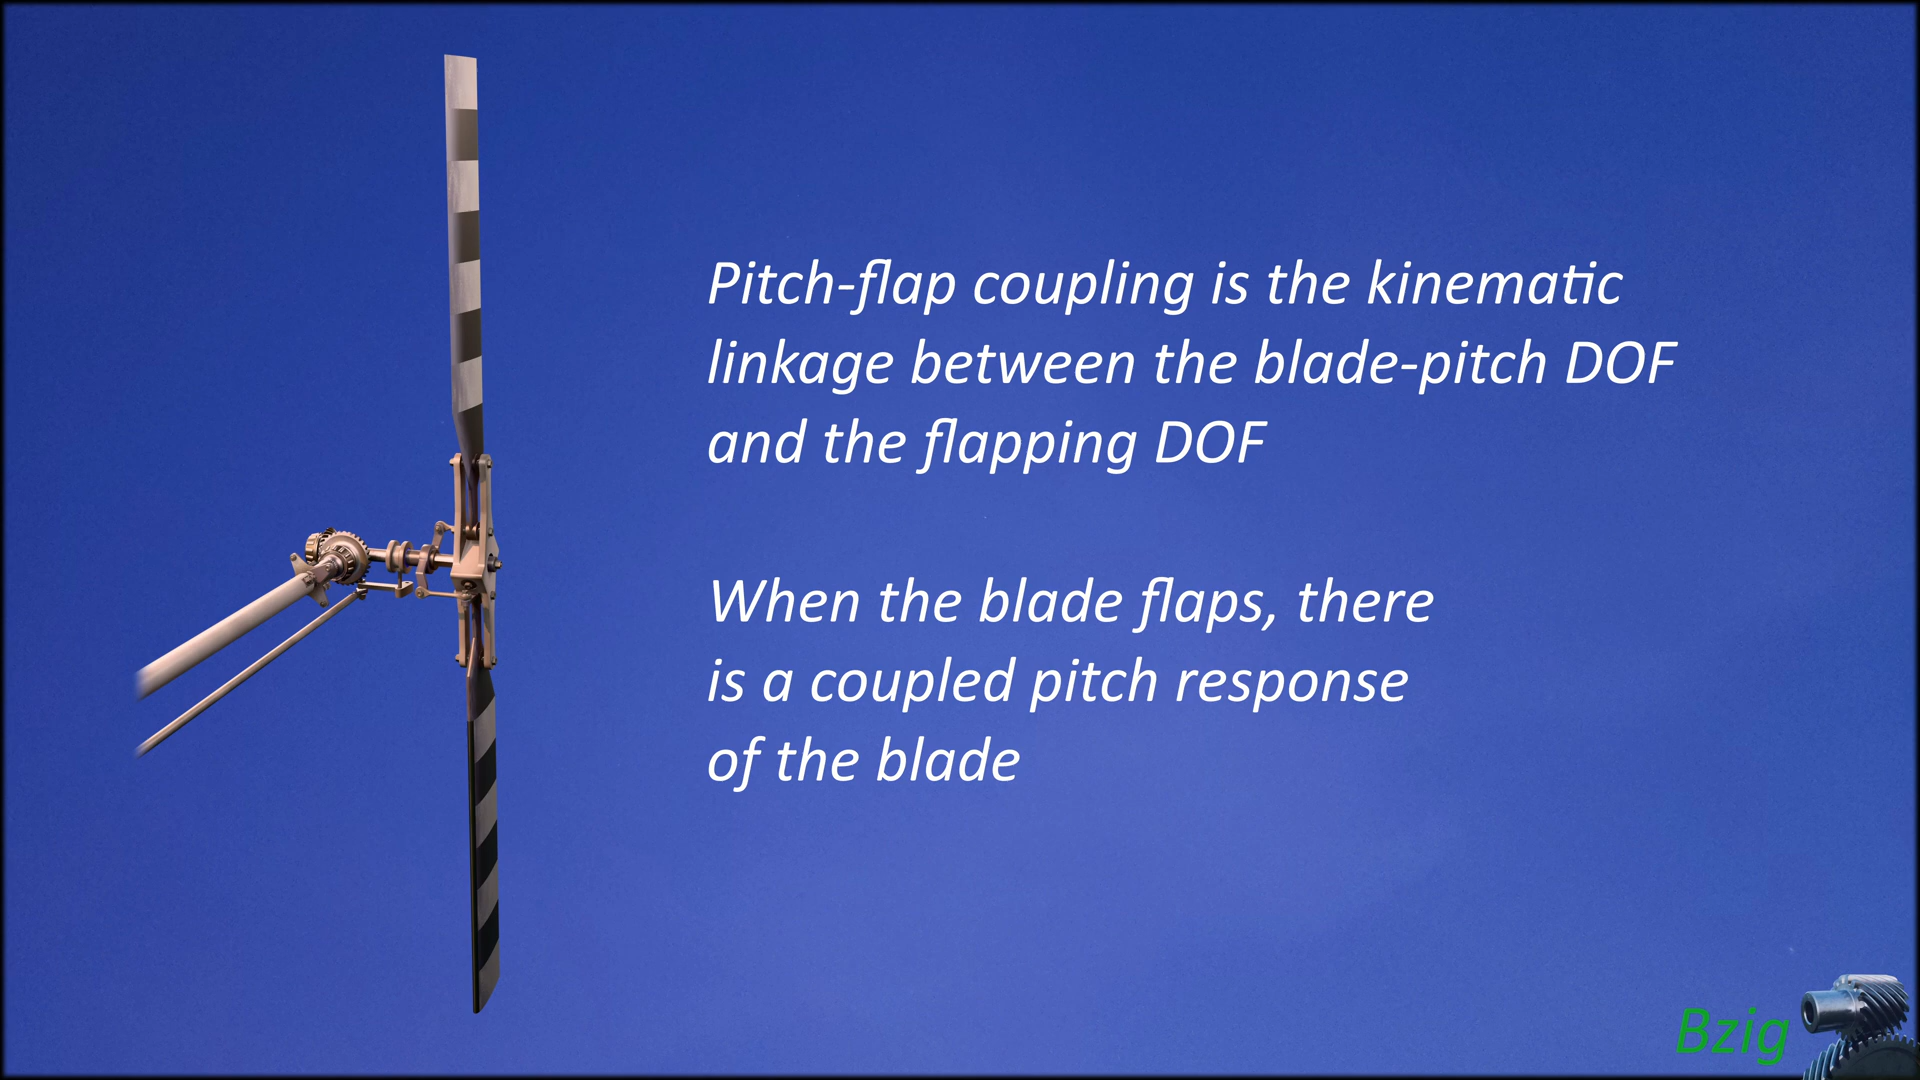 Pitch-flap coupling is the kinematic
linkage between the blade-pitch DOF
and the flapping DOF
When the blade flaps, there
is a coupled pitch response
of the blade
Bzig